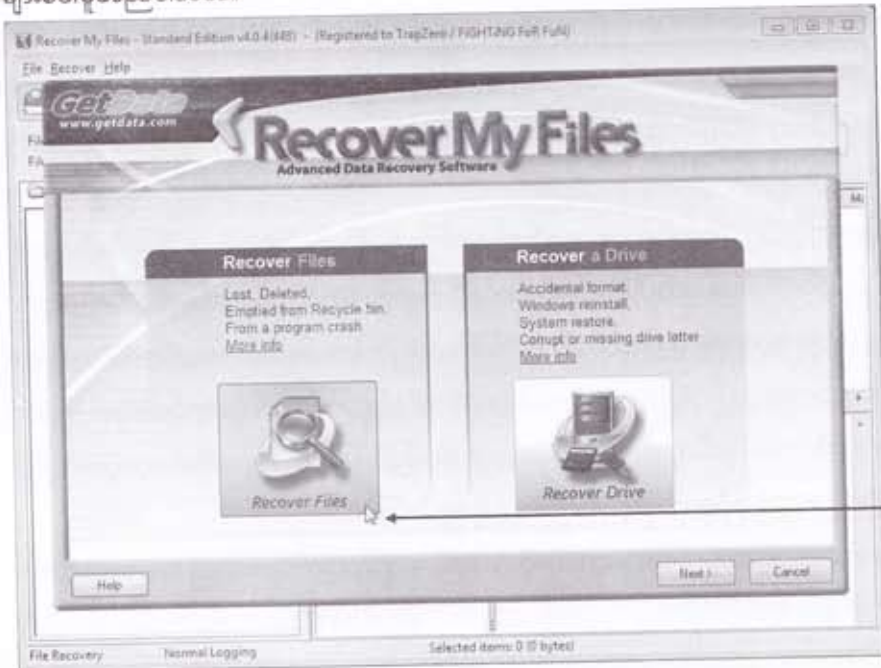 Recover My Files - Standard Edition v4.0.4(448) - (Registered to TrapZero / FiGHTiNG FoR FuN)
File Recover Help
GetData
www.getdata.com
Recover My Files
Advanced Data Recovery Software
Recover Files
Lost, Deleted,
Emptied from Recycle bin,
From a program crash
More info
Recover Files
Recover a Drive
Accidental format.
Windows reinstall,
System restore,
Corrupt or missing drive letter
More info
Recover Drive
Help
Next >
Cancel
File Recovery
Normal Logging
Selected items: 0 (0 bytes)